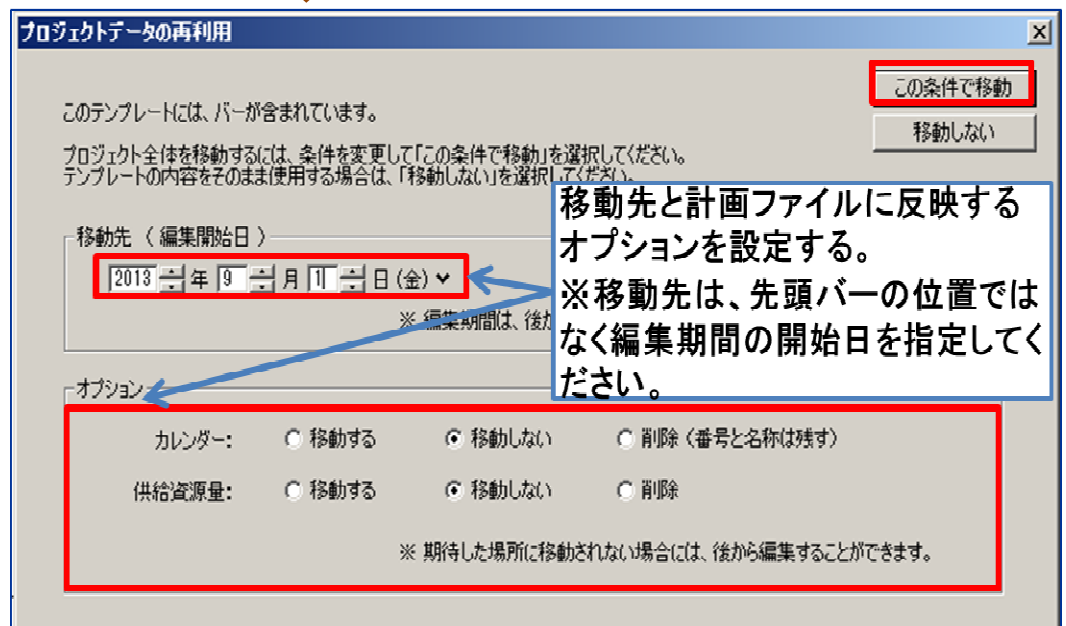 プロジェクトデータの再利用
この条件で移動
このテンプレートには、バーが含まれています。
移動しない
プロジェクト全体を移動するには、条件を変更して「この条件で移動」を選択してください。
テンプレートの内容をそのまま使用する場合は、「移動しない」を選択してください。
移動先と計画ファイルに反映する
オプションを設定する。
※移動先は、先頭バーの位置では
なく編集期間の開始日を指定してく
ださい。
移動先 〈 編集開始日 〉
2013 年 9 月 1 日 (金)
※ 編集期間は、後か
オプション
カレンダー: 移動する 移動しない 削除 〈番号と名称は残す〉
供給資源量: 移動する 移動しない 削除
※ 期待した場所に移動されない場合には、後から編集することができます。